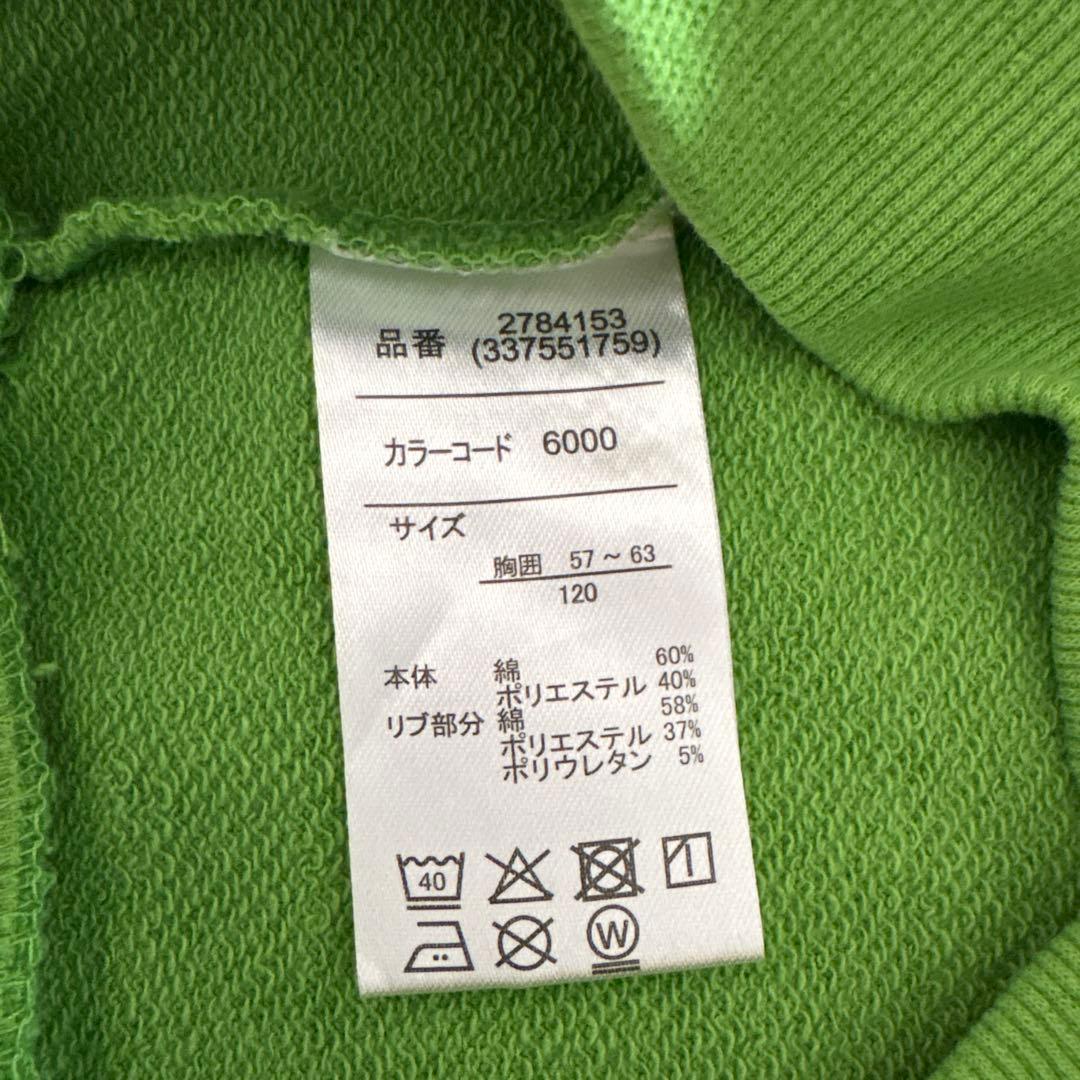 品番 2784153
(337551759)
カラーコード 6000
サイズ
胸囲 57～63
120
本体 綿 60%
ポリエステル 40%
リブ部分 綿 58%
ポリエステル 37%
ポリウレタン 5%
40
W